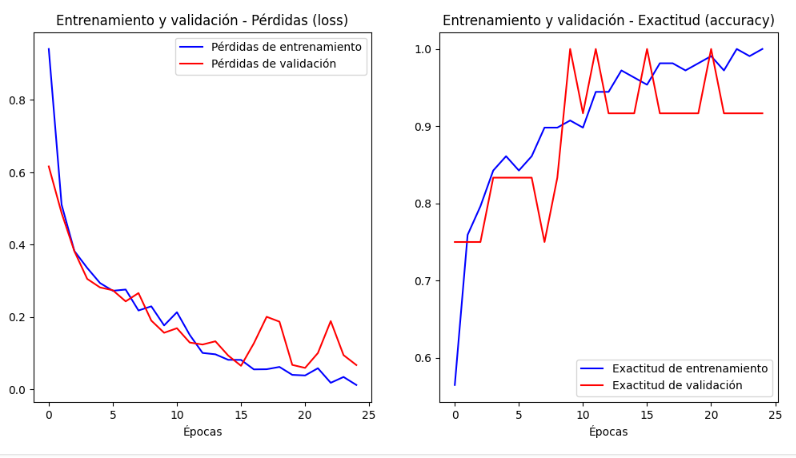 Entrenamiento y validación - Pérdidas (loss)
Pérdidas de entrenamiento
Pérdidas de validación
0.8
0.6
0.4
0.2
0.0
0 5 10 15 20 25
Épocas
Entrenamiento y validación - Exactitud (accuracy)
1.0
0.9
0.8
0.7
0.6
Exactitud de entrenamiento
Exactitud de validación
0 5 10 15 20 25
Épocas